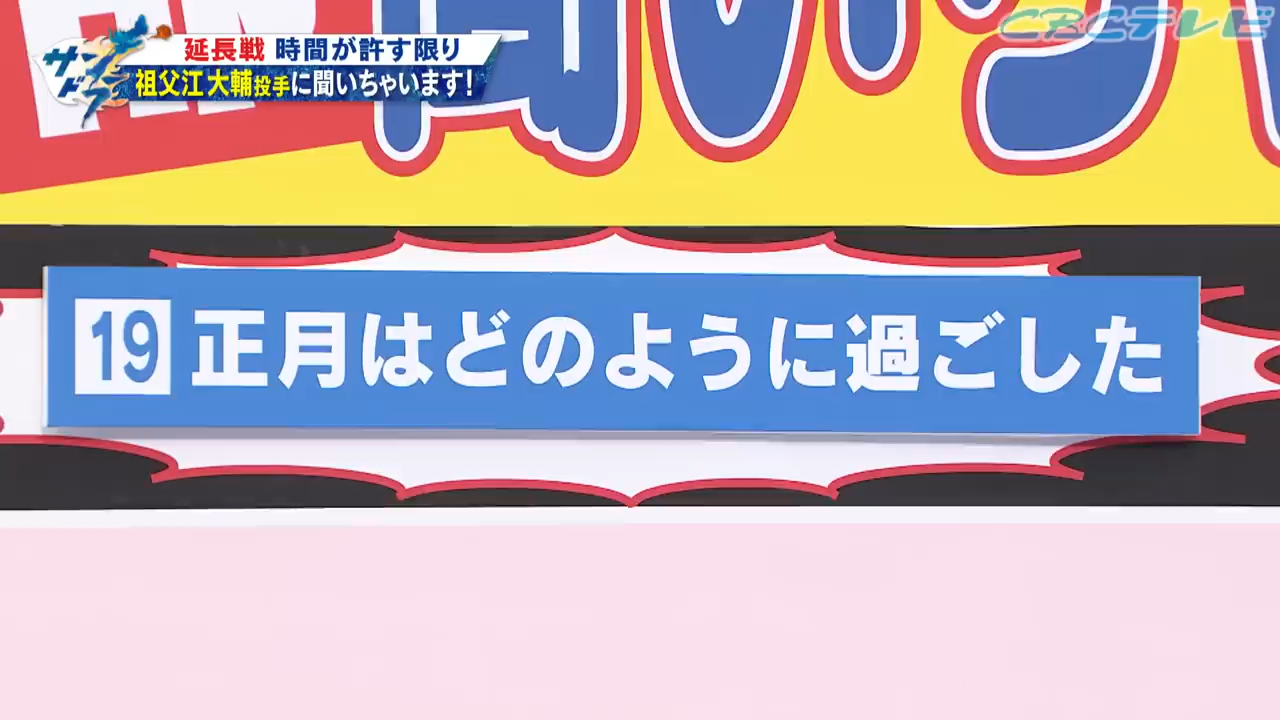 サンドラ
延長戦 時間が許す限り
祖父江 大輔投手に聞いちゃいます!
CBCテレビ
19 正月はどのように過ごした